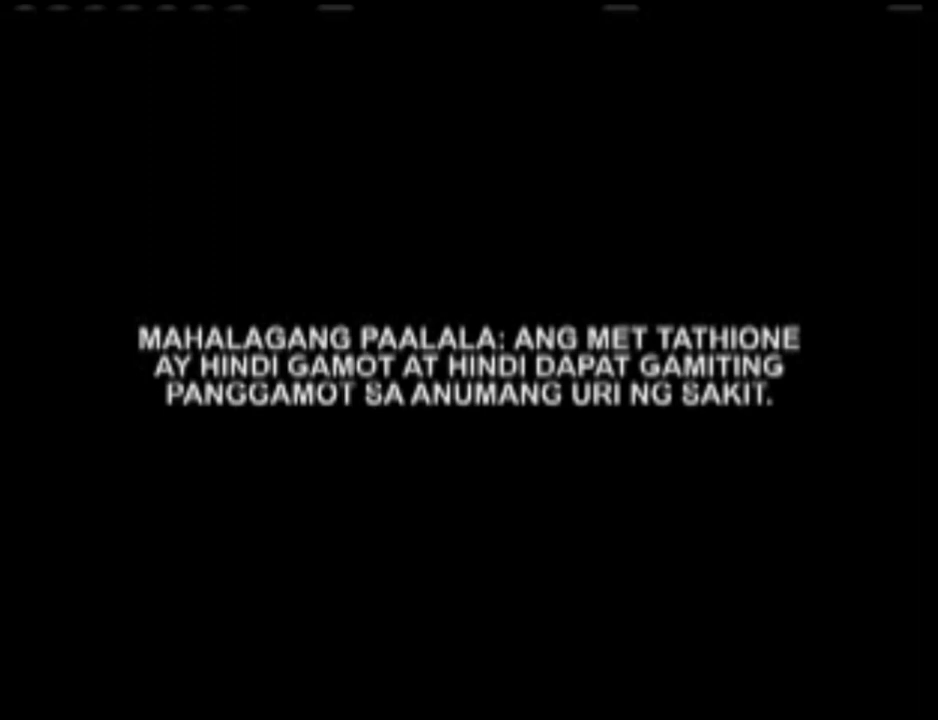 MAHALAGANG PAALALA: ANG MET TATHIONE
AY HINDI GAMOT AT HINDI DAPAT GAMITING
PANGGAMOT SA ANUMANG URI NG SAKIT.